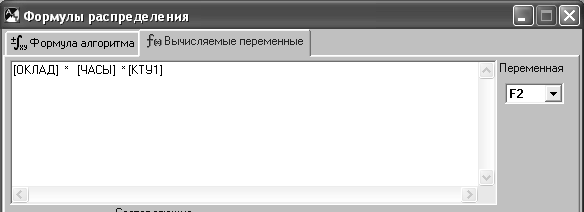 Формулы распределения
Формула алгоритма
Вычисляемые переменные
[ОКЛАД] * [ЧАСЫ] *[КТУ1]
Переменная
F2